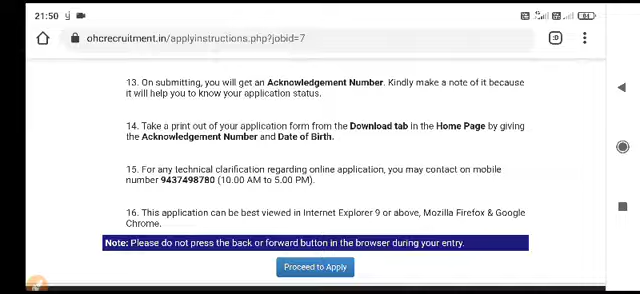 21:50
ohcrecruitment.in/applyinstructions.php?jobid=7
:D
13. On submitting, you will get an Acknowledgement Number. Kindly make a note of it because
it will help you to know your application status.
14. Take a print out of your application form from the Download tab in the Home Page by giving
the Acknowledgement Number and Date of Birth.
15. For any technical clarification regarding online application, you may contact on mobile
number 9437498780 (10.00 AM to 5.00 PM).
16. This application can be best viewed in Internet Explorer 9 or above, Mozilla Firefox & Google
Chrome.
Note: Please do not press the back or forward button in the browser during your entry.
Proceed to Apply